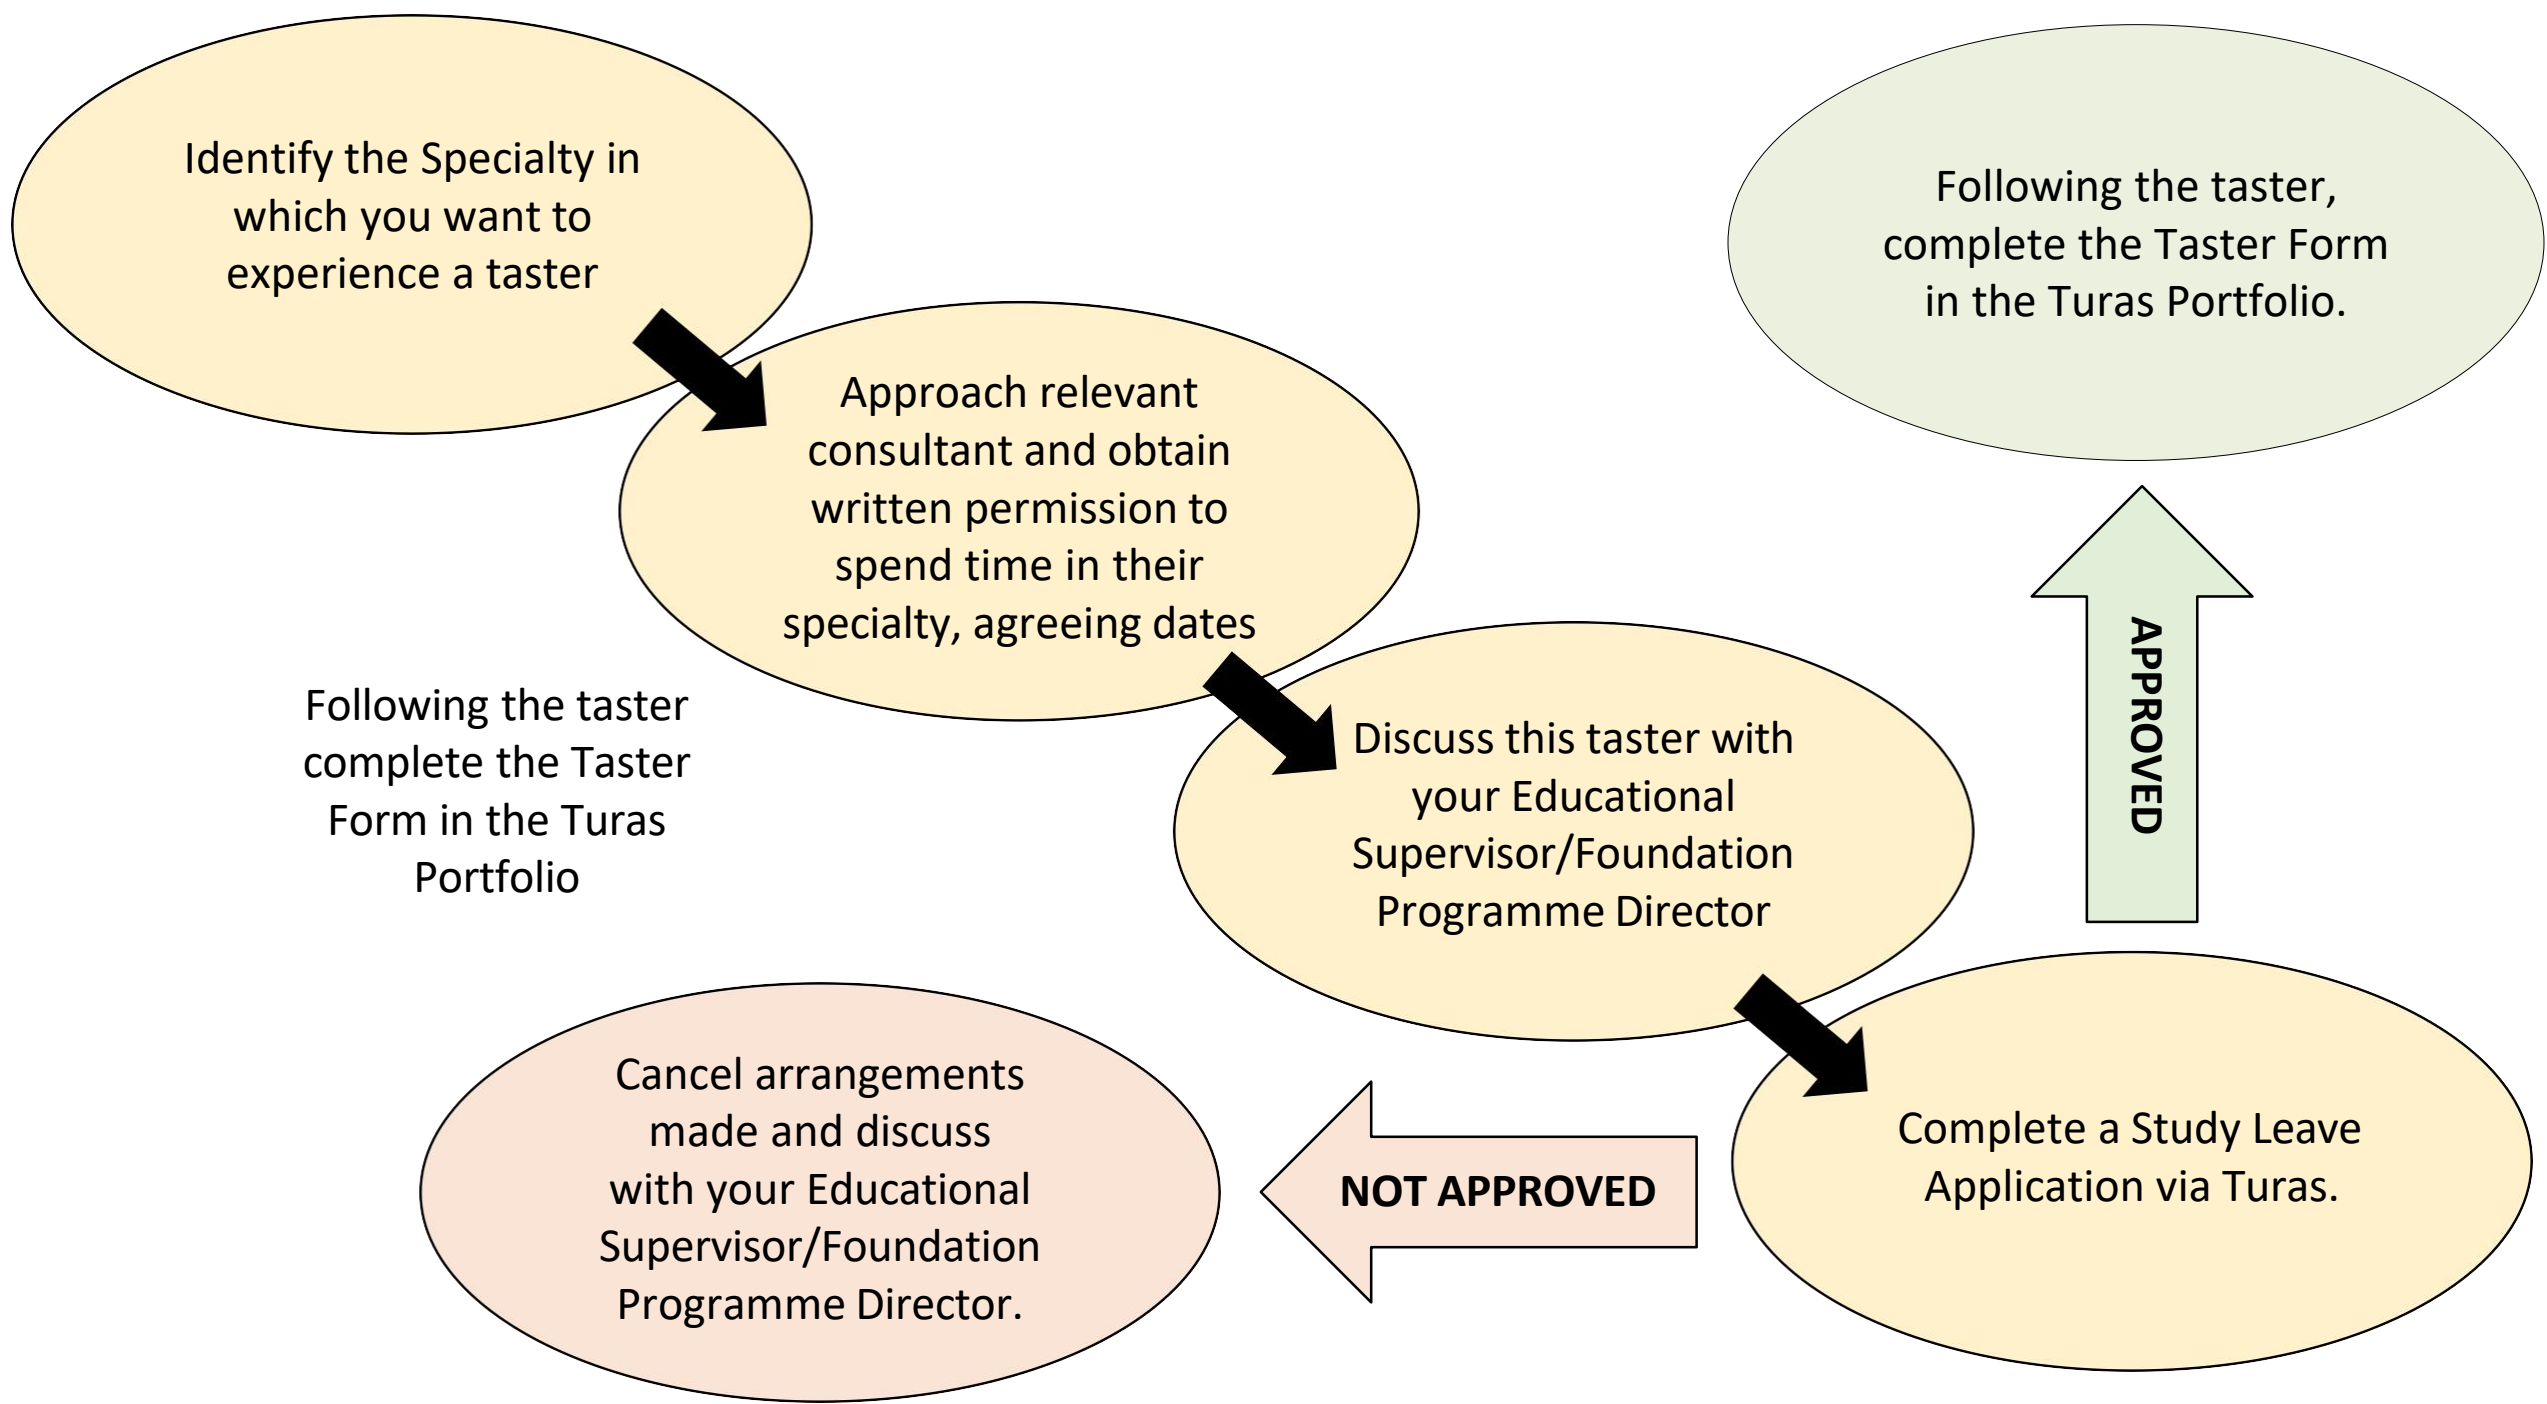 Identify the Specialty in
which you want to
experience a taster
Approach relevant
consultant and obtain
written permission to
spend time in their
specialty, agreeing dates
Discuss this taster with
your Educational
Supervisor/Foundation
Programme Director
Complete a Study Leave
Application via Turas.
APPROVED
Following the taster,
complete the Taster Form
in the Turas Portfolio.
NOT APPROVED
Cancel arrangements
made and discuss
with your Educational
Supervisor/Foundation
Programme Director.
Following the taster
complete the Taster
Form in the Turas
Portfolio